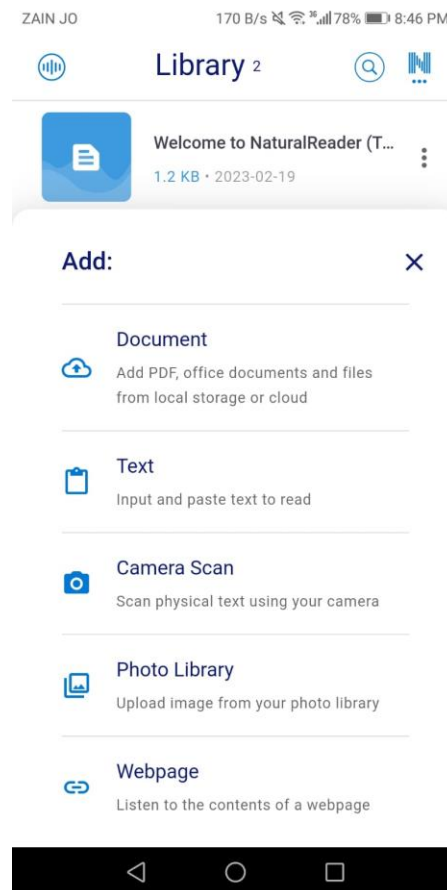 ZAIN JO 170 B/s 36 78% 8:46 PM
Library 2
Welcome to NaturalReader (T...
1.2 KB • 2023-02-19
Add:
Document
Add PDF, office documents and files
from local storage or cloud
Text
Input and paste text to read
Camera Scan
Scan physical text using your camera
Photo Library
Upload image from your photo library
Webpage
Listen to the contents of a webpage